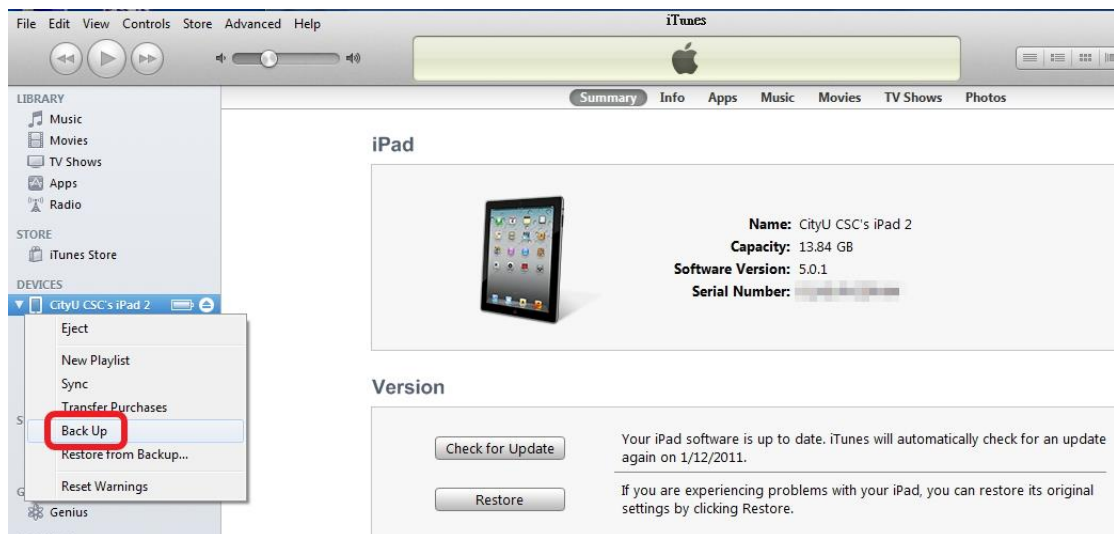 iTunes
File Edit View Controls Store Advanced Help
LIBRARY
Music
Movies
TV Shows
Apps
Radio
STORE
iTunes Store
DEVICES
CityU CSC's iPad 2
Eject
New Playlist
Sync
Transfer Purchases
Back Up
Restore from Backup...
Reset Warnings
S
G
Genius
Summary Info Apps Music Movies TV Shows Photos
iPad
Name: CityU CSC's iPad 2
Capacity: 13.84 GB
Software Version: 5.0.1
Serial Number:
Version
Check for Update
Your iPad software is up to date. iTunes will automatically check for an update
again on 1/12/2011.
Restore
If you are experiencing problems with your iPad, you can restore its original
settings by clicking Restore.